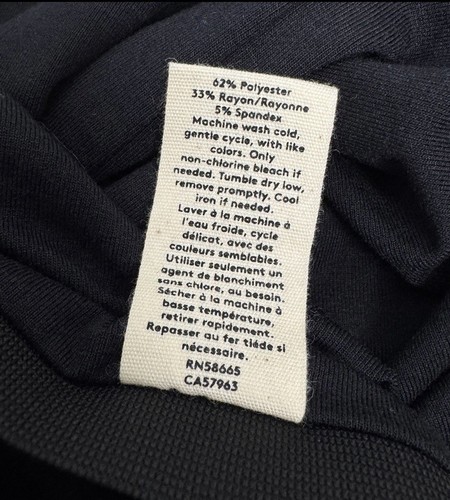 62% Polyester
33% Rayon/Rayonne
5% Spandex
Machine wash cold,
gentle cycle, with like
colors. Only
non-chlorine bleach if
needed. Tumble dry low,
remove promptly. Cool
iron if needed.
Laver à la machine à
l'eau froide, cycle
délicat, avec des
couleurs semblables.
Utiliser seulement un
agent de blanchiment
sans chlore, au besoin.
Sécher à la machine à
basse température,
retirer rapidement.
Repasser au fer tiède si
nécessaire.
RN58665
CA57963